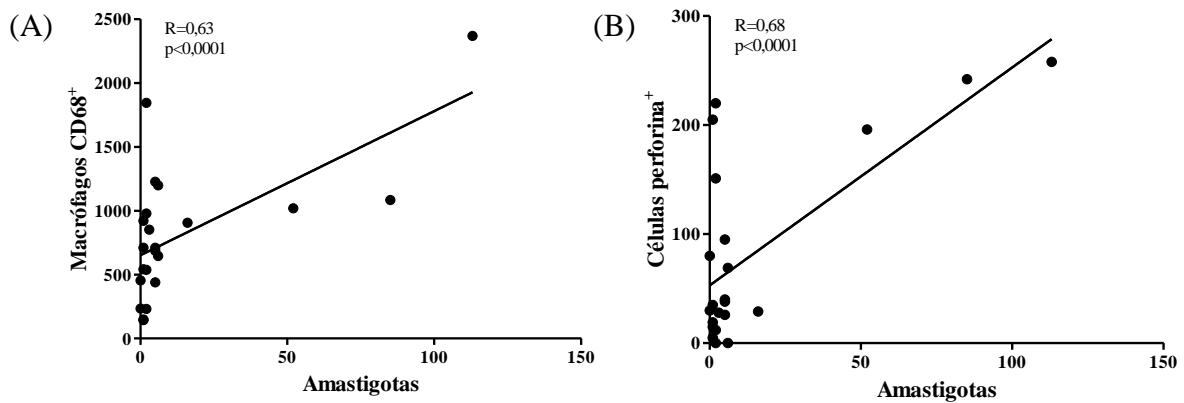 (A)
R=0,63
p<0,0001
Macrófagos CD68⁺
2500
2000
1500
1000
500
0
0 50 100 150
Amastigotas
(B)
R=0,68
p<0,0001
Células perforina⁺
300
200
100
0
0 50 100 150
Amastigotas